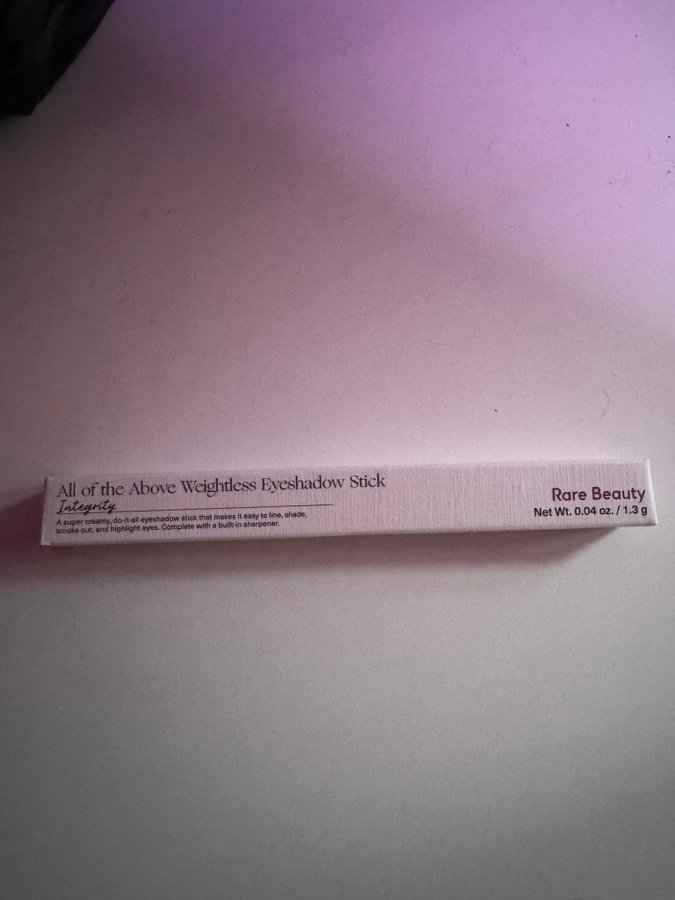 All of the Above Weightless Eyeshadow Stick
Integrity
A super creamy, do-it-all eyeshadow stick that makes it easy to line, shade,
smoke out, and highlight eyes. Complete with a built-in sharpener.
Rare Beauty
Net Wt. 0.04 oz. / 1.3 g